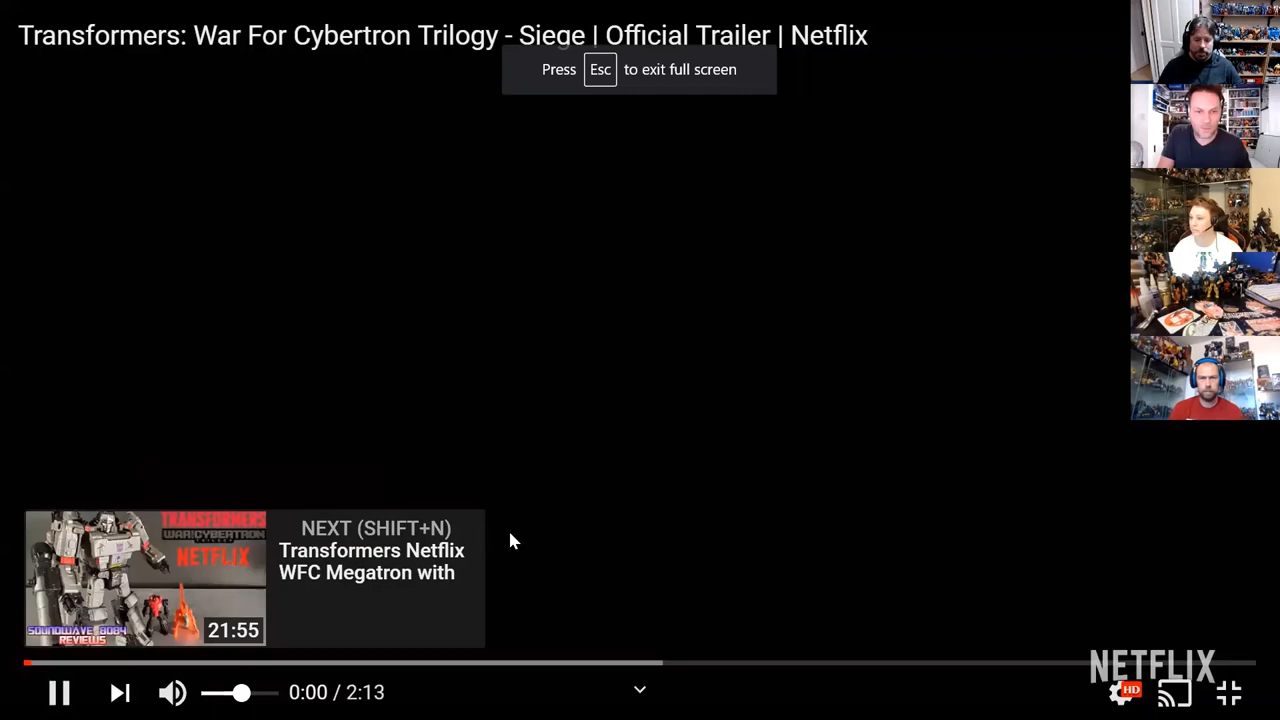 Transformers: War For Cybertron Trilogy - Siege | Official Trailer | Netflix
Press Esc to exit full screen
NEXT (SHIFT+N)
Transformers Netflix
WFC Megatron with
TRANSFORMERS
WAR CYBERTRON
NETFLIX
SOUNDWAVE 8084
REVIEWS
21:55
NETFLIX
0:00 / 2:13
HD